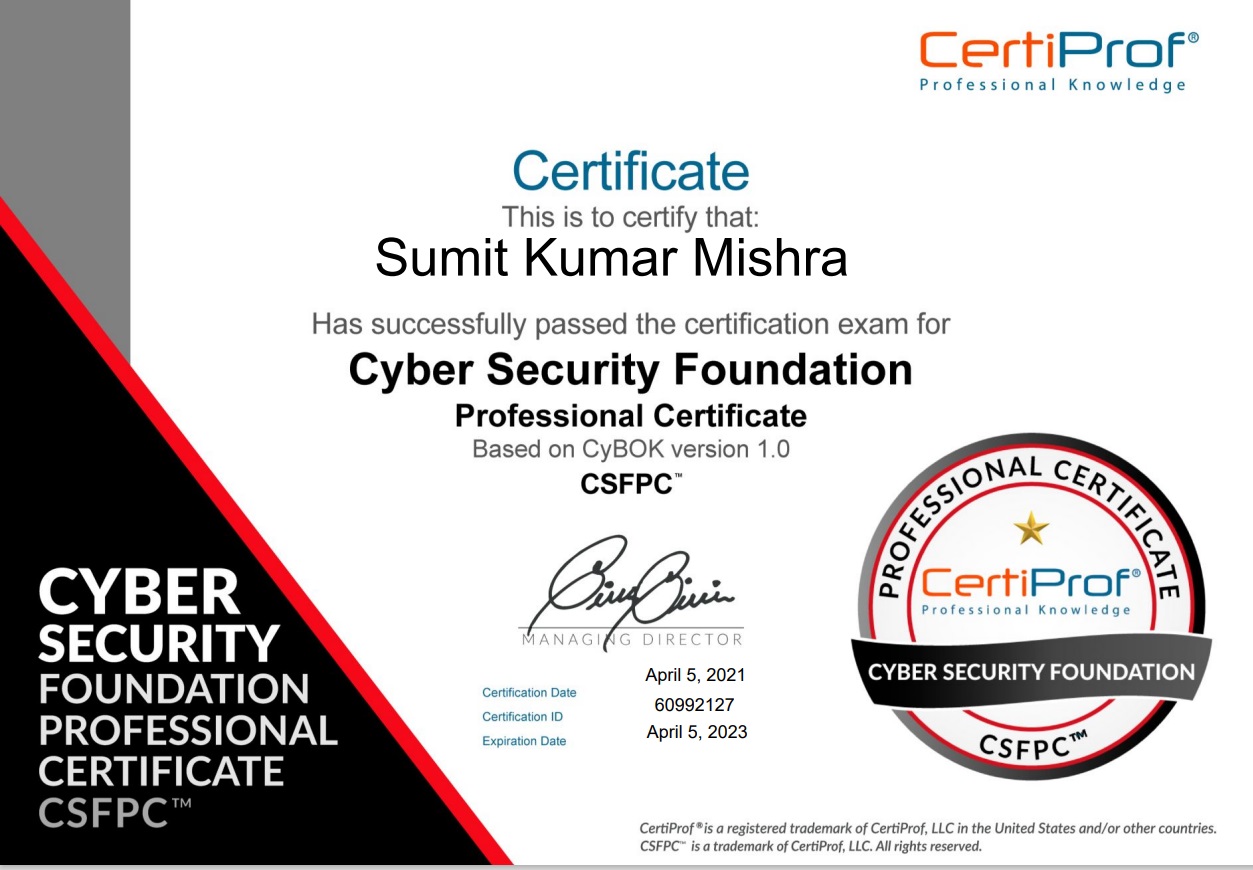 CertiProf®
Professional Knowledge
Certificate
This is to certify that:
Sumit Kumar Mishra
Has successfully passed the certification exam for
Cyber Security Foundation
Professional Certificate
Based on CyBOK version 1.0
CSFPC™
MANAGING DIRECTOR
Certification Date April 5, 2021
Certification ID 60992127
Expiration Date April 5, 2023
CYBER
SECURITY
FOUNDATION
PROFESSIONAL
CERTIFICATE
CSFPC™
PROFESSIONAL CERTIFICATE
CertiProf®
Professional Knowledge
CYBER SECURITY FOUNDATION
CSFPC™
CertiProf® is a registered trademark of CertiProf, LLC in the United States and/or other countries.
CSFPC™ is a trademark of CertiProf, LLC. All rights reserved.